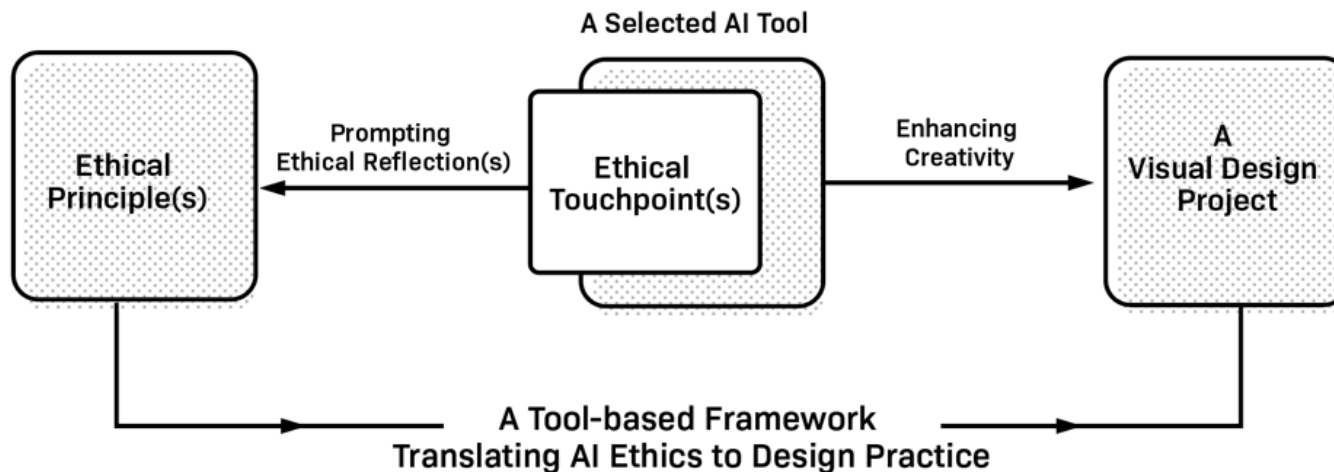 A Selected AI Tool
Ethical
Principle(s)
Prompting
Ethical Reflection(s)
Ethical
Touchpoint(s)
Enhancing
Creativity
A
Visual Design
Project
A Tool-based Framework
Translating AI Ethics to Design Practice